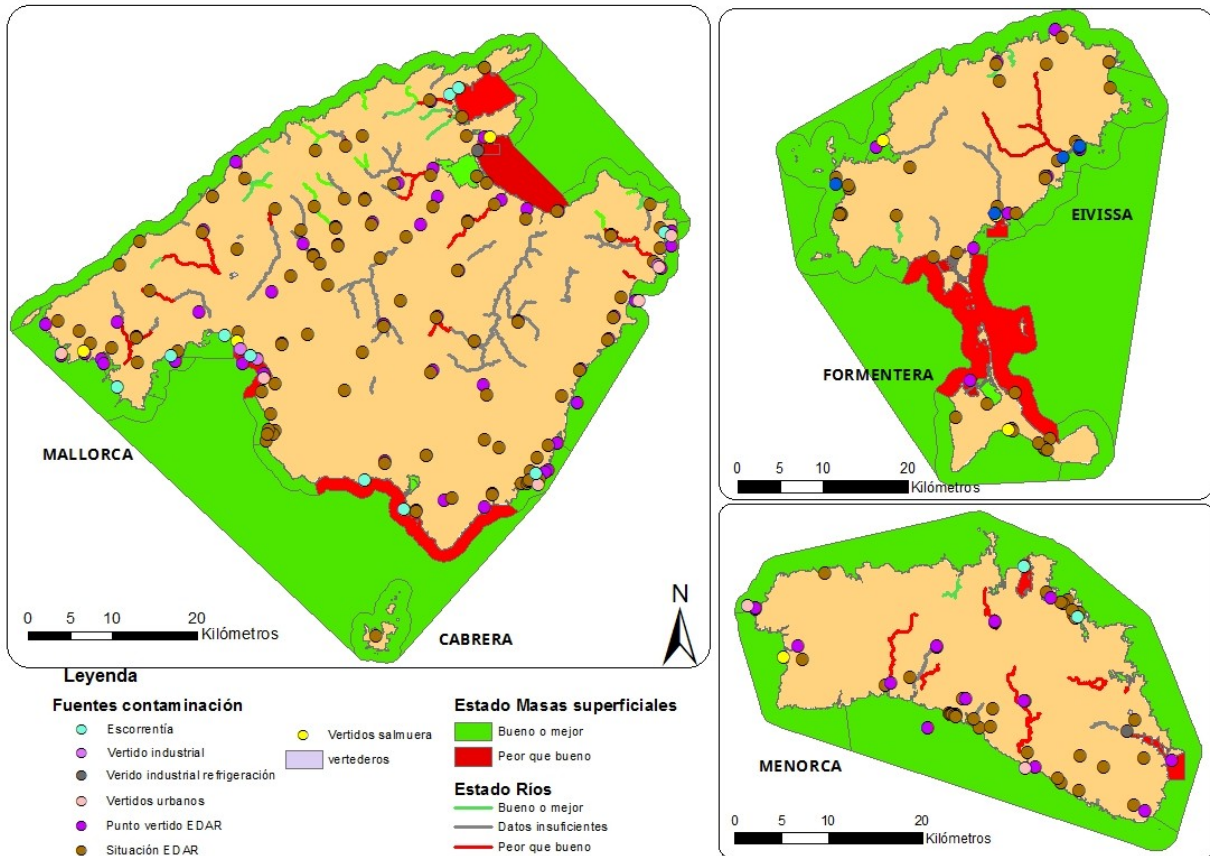 MALLORCA
CABRERA
N
0 5 10 20
Kilómetros
EIVISSA
FORMENTERA
0 5 10 20
Kilómetros
MENORCA
0 5 10 20
Kilómetros
Leyenda
Fuentes contaminación
Escorrentía
Vertido industrial
Verido industrial refrigeración
Vertidos urbanos
Punto vertido EDAR
Situación EDAR
Vertidos salmuera
vertederos
Estado Masas superficiales
Bueno o mejor
Peor que bueno
Estado Ríos
Bueno o mejor
Datos insuficientes
Peor que bueno